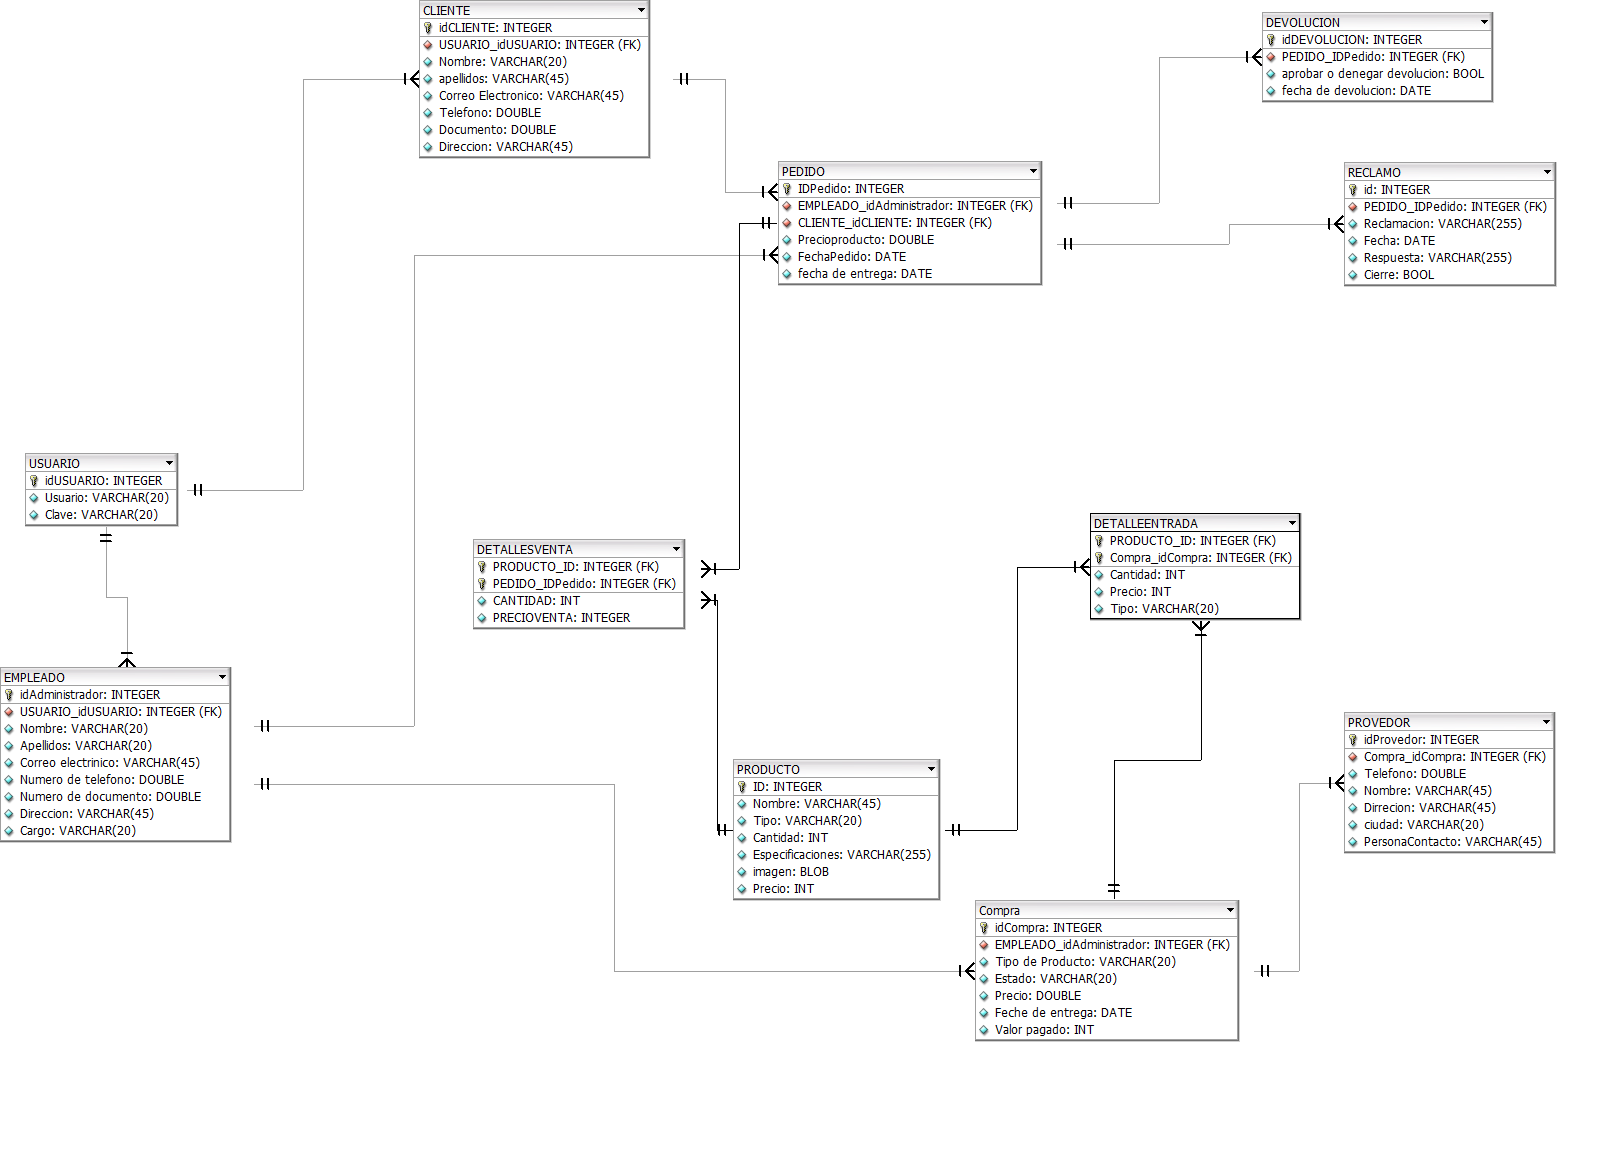 CLIENTE
idCLIENTE: INTEGER
USUARIO_idUSUARIO: INTEGER (FK)
Nombre: VARCHAR(20)
apellidos: VARCHAR(45)
Correo Electronico: VARCHAR(45)
Telefono: DOUBLE
Documento: DOUBLE
Direccion: VARCHAR(45)
DEVOLUCION
idDEVOLUCION: INTEGER
PEDIDO_IDPedido: INTEGER (FK)
aprobar o denegar devolucion: BOOL
fecha de devolucion: DATE
PEDIDO
IDPedido: INTEGER
EMPLEADO_idAdministrador: INTEGER (FK)
CLIENTE_idCLIENTE: INTEGER (FK)
Precioproducto: DOUBLE
FechaPedido: DATE
fecha de entrega: DATE
RECLAMO
id: INTEGER
PEDIDO_IDPedido: INTEGER (FK)
Reclamacion: VARCHAR(255)
Fecha: DATE
Respuesta: VARCHAR(255)
Cierre: BOOL
USUARIO
idUSUARIO: INTEGER
Usuario: VARCHAR(20)
Clave: VARCHAR(20)
DETALLESVENTA
PRODUCTO_ID: INTEGER (FK)
PEDIDO_IDPedido: INTEGER (FK)
CANTIDAD: INT
PRECIOVENTA: INTEGER
DETALLEENTRADA
PRODUCTO_ID: INTEGER (FK)
Compra_idCompra: INTEGER (FK)
Cantidad: INT
Precio: INT
Tipo: VARCHAR(20)
EMPLEADO
idAdministrador: INTEGER
USUARIO_idUSUARIO: INTEGER (FK)
Nombre: VARCHAR(20)
Apellidos: VARCHAR(20)
Correo electrinico: VARCHAR(45)
Numero de telefono: DOUBLE
Numero de documento: DOUBLE
Direccion: VARCHAR(45)
Cargo: VARCHAR(20)
PRODUCTO
ID: INTEGER
Nombre: VARCHAR(45)
Tipo: VARCHAR(20)
Cantidad: INT
Especificaciones: VARCHAR(255)
imagen: BLOB
Precio: INT
PROVEDOR
idProvedor: INTEGER
Compra_idCompra: INTEGER (FK)
Telefono: DOUBLE
Nombre: VARCHAR(45)
Dirrecion: VARCHAR(45)
ciudad: VARCHAR(20)
PersonaContacto: VARCHAR(45)
Compra
idCompra: INTEGER
EMPLEADO_idAdministrador: INTEGER (FK)
Tipo de Producto: VARCHAR(20)
Estado: VARCHAR(20)
Precio: DOUBLE
Feche de entrega: DATE
Valor pagado: INT